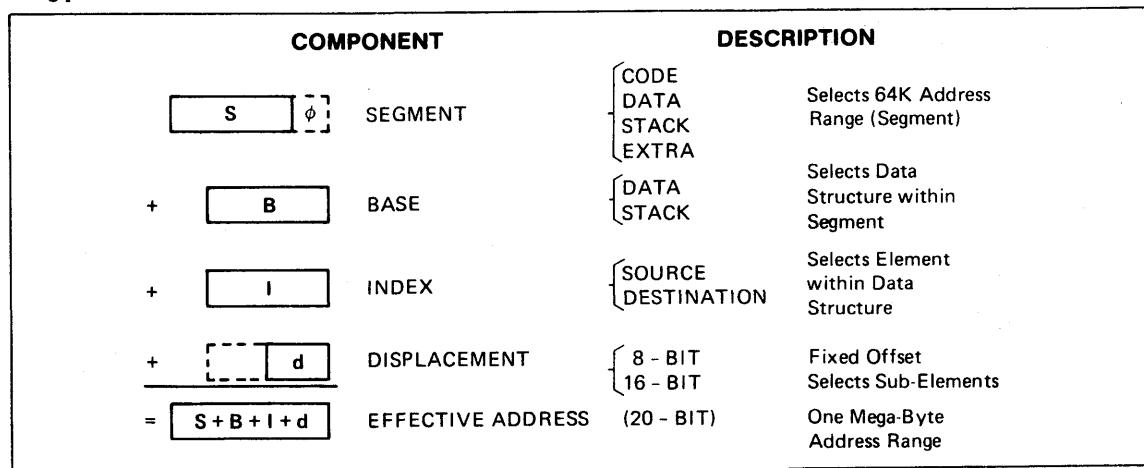 COMPONENT DESCRIPTION
S ϕ SEGMENT CODE DATA STACK EXTRA Selects 64K Address
Range (Segment)
+ B BASE DATA STACK Selects Data
Structure within
Segment
+ I INDEX SOURCE DESTINATION Selects Element
within Data
Structure
+ d DISPLACEMENT 8 - BIT Fixed Offset
16 - BIT Selects Sub-Elements
= S + B + I + d EFFECTIVE ADDRESS (20 - BIT) One Mega-Byte
Address Range